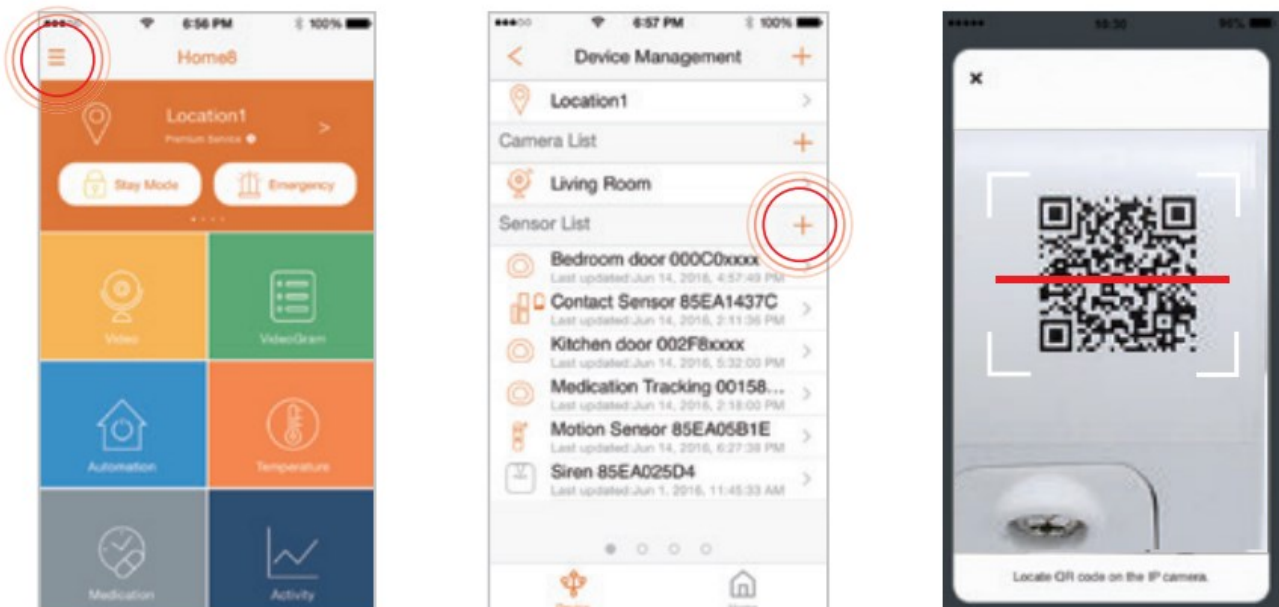 6:56 PM
100%
Home8
Location1
Premium Service
>
Stay Mode
Emergency
Video
VideoGram
Automation
Temperature
Medication
Activity
6:57 PM
100%
< Device Management +
Location1 >
Camera List +
Living Room >
Sensor List +
Bedroom door 000C0xxxx >
Last updated:Jun 14, 2016, 4:57:49 PM
Contact Sensor 85EA1437C >
Last updated:Jun 14, 2016, 2:11:36 PM
Kitchen door 002F8xxxx >
Last updated:Jun 14, 2016, 5:32:00 PM
Medication Tracking 00158... >
Last updated:Jun 14, 2016, 2:18:00 PM
Motion Sensor 85EA05B1E >
Last updated:Jun 14, 2016, 6:27:38 PM
Siren 85EA025D4 >
Last updated:Jun 1, 2016, 11:45:33 AM
10:30
96%
×
Locate QR code on the IP camera.